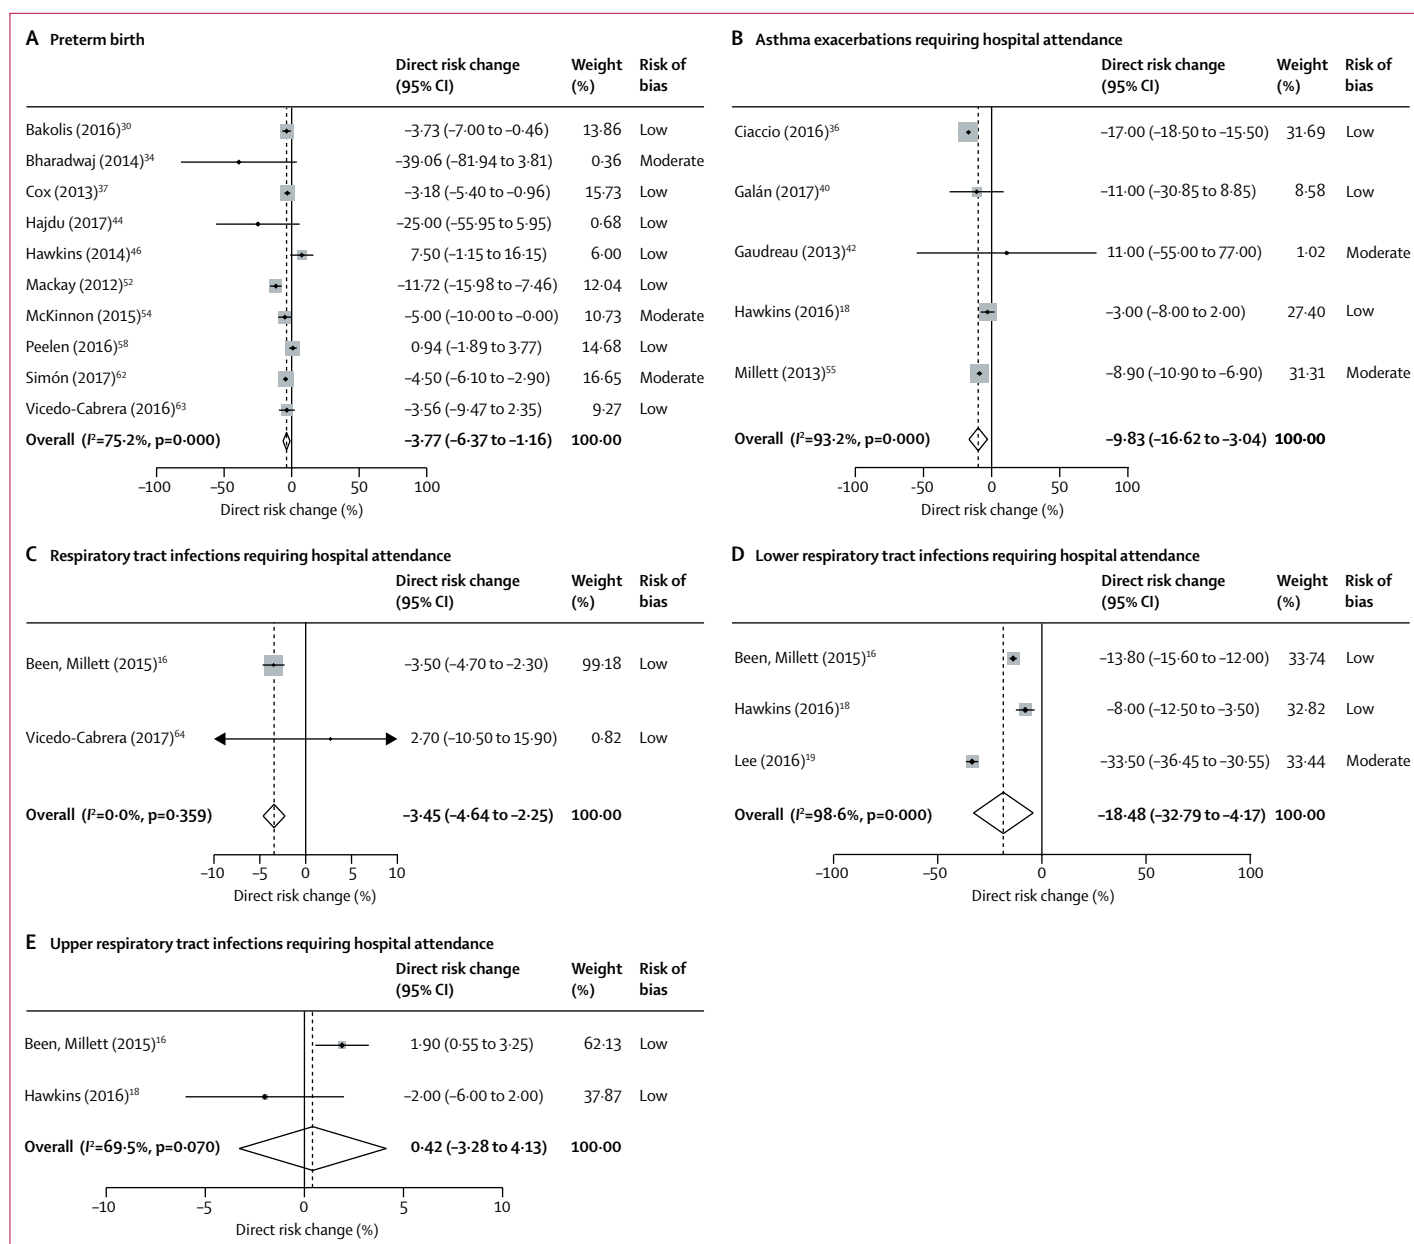 A Preterm birth
Direct risk change Weight Risk of
(95% CI) (%) bias
Bakolis (2016)³⁰ –3·73 (–7·00 to –0·46) 13·86 Low
Bharadwaj (2014)³⁴ –39·06 (–81·94 to 3·81) 0·36 Moderate
Cox (2013)³⁷ –3·18 (–5·40 to –0·96) 15·73 Low
Hajdu (2017)⁴⁴ –25·00 (–55·95 to 5·95) 0·68 Low
Hawkins (2014)⁴⁶ 7·50 (–1·15 to 16·15) 6·00 Low
Mackay (2012)⁵² –11·72 (–15·98 to –7·46) 12·04 Low
McKinnon (2015)⁵⁴ –5·00 (–10·00 to –0·00) 10·73 Moderate
Peelen (2016)⁵⁸ 0·94 (–1·89 to 3·77) 14·68 Low
Simón (2017)⁶² –4·50 (–6·10 to –2·90) 16·65 Moderate
Vicedo-Cabrera (2016)⁶³ –3·56 (–9·47 to 2·35) 9·27 Low
Overall (I²=75·2%, p=0·000) –3·77 (–6·37 to –1·16) 100·00
–100 –50 0 50 100
Direct risk change (%)
B Asthma exacerbations requiring hospital attendance
Direct risk change Weight Risk of
(95% CI) (%) bias
Ciaccio (2016)³⁶ –17·00 (–18·50 to –15·50) 31·69 Low
Galán (2017)⁴⁰ –11·00 (–30·85 to 8·85) 8·58 Low
Gaudreau (2013)⁴² 11·00 (–55·00 to 77·00) 1·02 Moderate
Hawkins (2016)¹⁸ –3·00 (–8·00 to 2·00) 27·40 Low
Millett (2013)⁵⁵ –8·90 (–10·90 to –6·90) 31·31 Moderate
Overall (I²=93·2%, p=0·000) –9·83 (–16·62 to –3·04) 100·00
-100 -50 0 50 100
Direct risk change (%)
C Respiratory tract infections requiring hospital attendance
Direct risk change Weight Risk of
(95% CI) (%) bias
Been, Millett (2015)¹⁶ –3·50 (–4·70 to –2·30) 99·18 Low
Vicedo-Cabrera (2017)⁶⁴ 2·70 (–10·50 to 15·90) 0·82 Low
Overall (I²=0·0%, p=0·359) –3·45 (–4·64 to –2·25) 100·00
–10 –5 0 5 10
Direct risk change (%)
D Lower respiratory tract infections requiring hospital attendance
Direct risk change Weight Risk of
(95% CI) (%) bias
Been, Millett (2015)¹⁶ –13·80 (–15·60 to –12·00) 33·74 Low
Hawkins (2016)¹⁸ –8·00 (–12·50 to –3·50) 32·82 Low
Lee (2016)¹⁹ –33·50 (–36·45 to –30·55) 33·44 Moderate
Overall (I²=98·6%, p=0·000) –18·48 (–32·79 to –4·17) 100·00
–100 –50 0 50 100
Direct risk change (%)
E Upper respiratory tract infections requiring hospital attendance
Direct risk change Weight Risk of
(95% CI) (%) bias
Been, Millett (2015)¹⁶ 1·90 (0·55 to 3·25) 62·13 Low
Hawkins (2016)¹⁸ –2·00 (–6·00 to 2·00) 37·87 Low
Overall (I²=69·5%, p=0·070) 0·42 (–3·28 to 4·13) 100·00
–10 –5 0 5 10
Direct risk change (%)